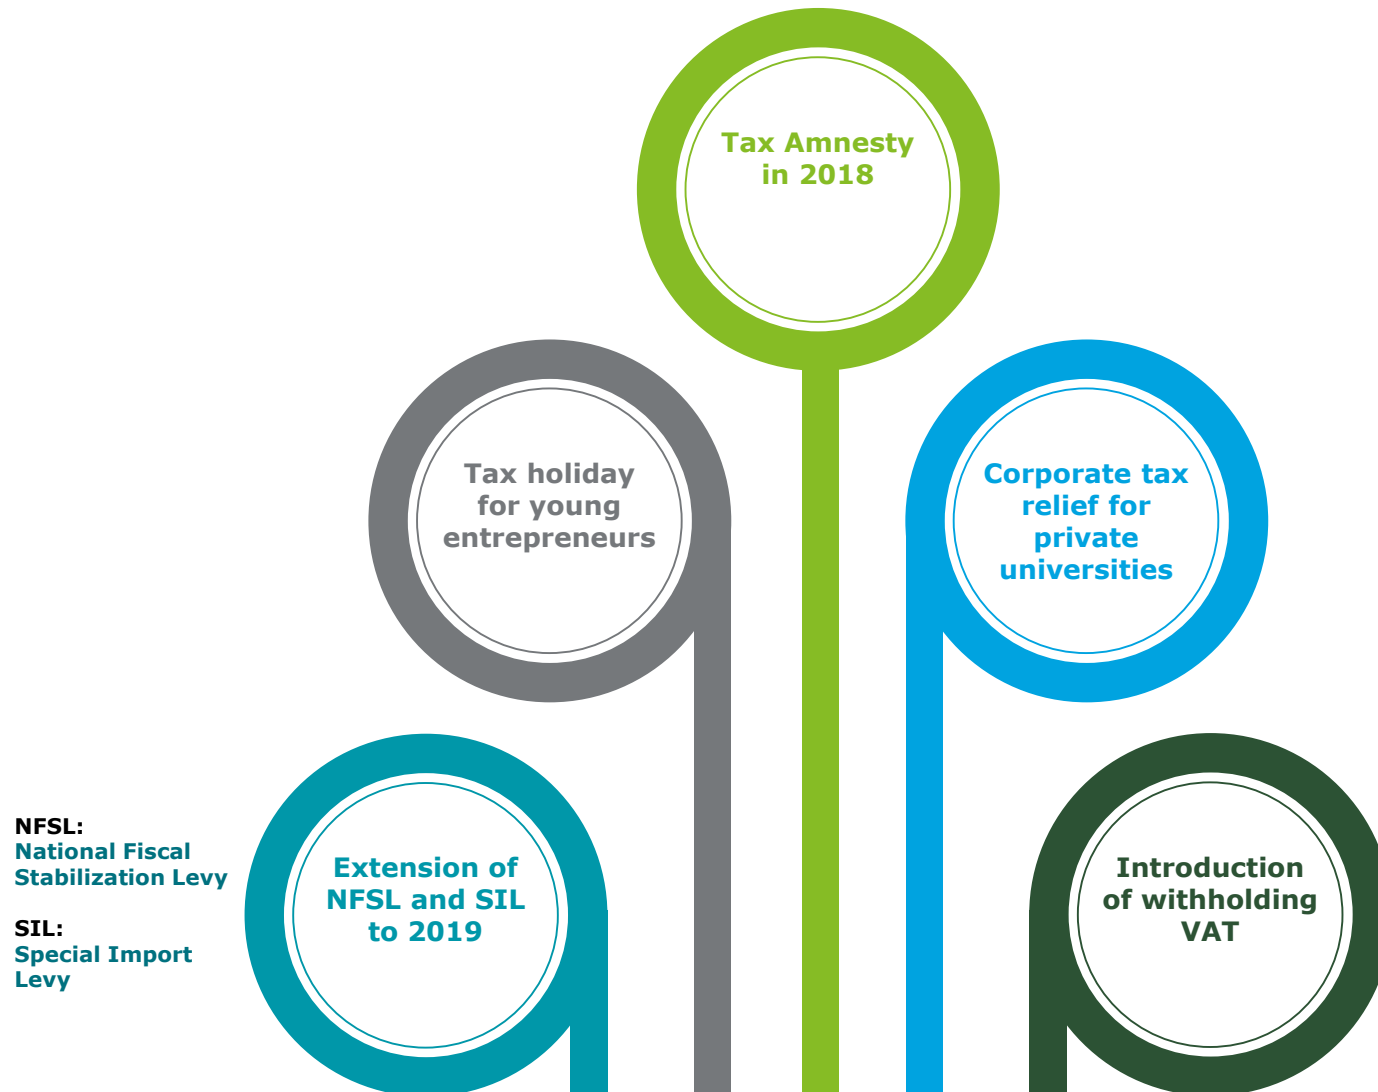 Tax Amnesty
in 2018
Tax holiday
for young
entrepreneurs
Corporate tax
relief for
private
universities
NFSL:
National Fiscal
Stabilization Levy
SIL:
Special Import
Levy
Extension of
NFSL and SIL
to 2019
Introduction
of withholding
VAT